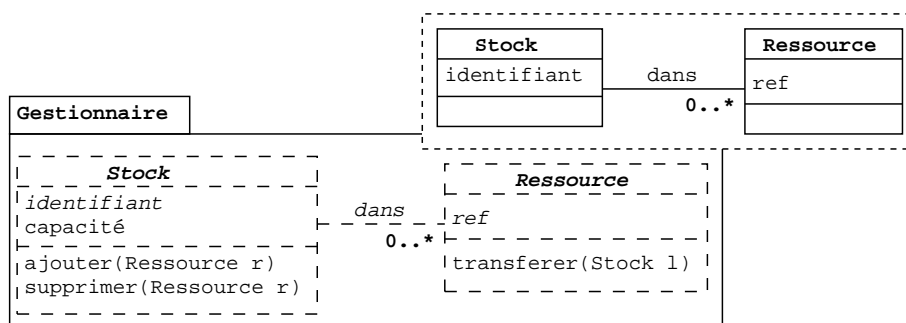 Stock
Ressource
identifiant
dans
ref
0..*
Gestionnaire
Stock
Ressource
identifiant
capacité
dans
ref
0..*
ajouter(Ressource r)
supprimer(Ressource r)
transferer(Stock l)